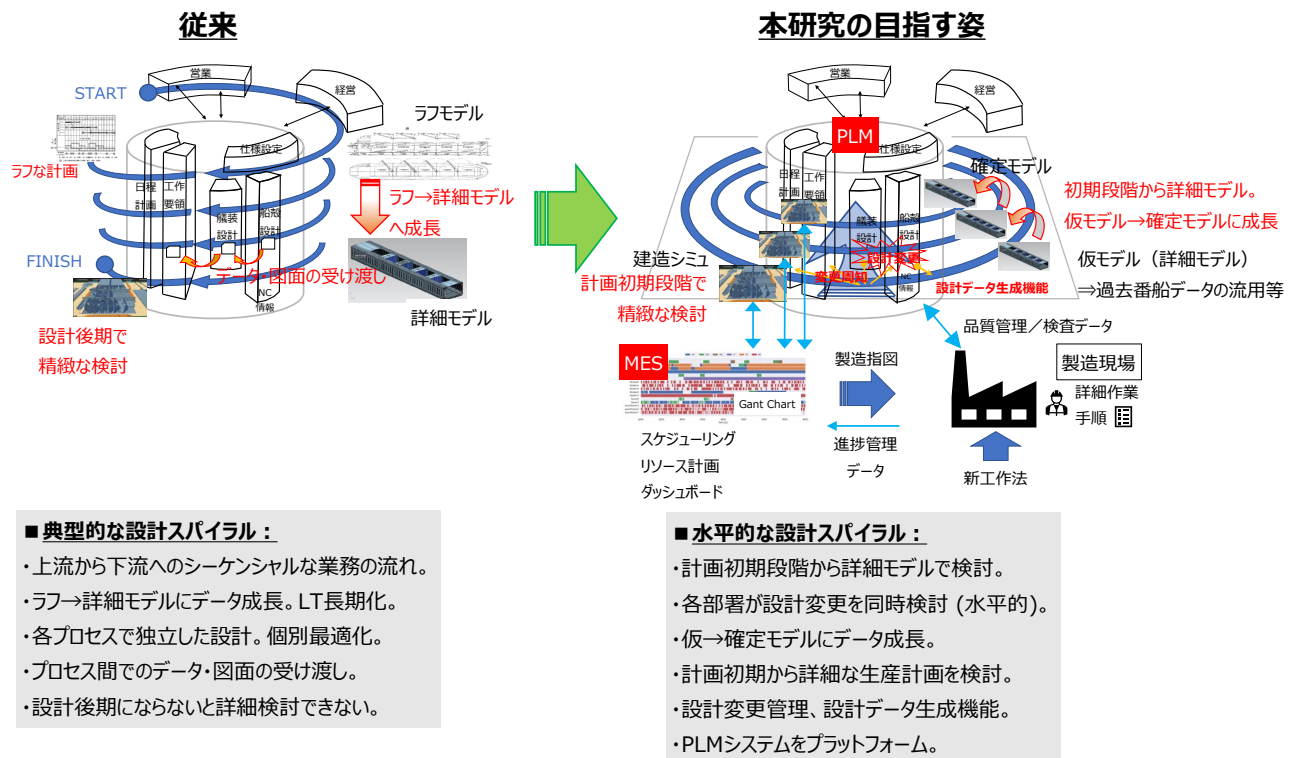 従来
営業
経営
START
ラフモデル
仕様設定
ラフな計画
日程
計画
工作
要領
ラフ→詳細モデル
へ成長
艤装
設計
船殻
設計
FINISH
データ・図面の受け渡し
NC
情報
設計後期で
精緻な検討
詳細モデル
■典型的な設計スパイラル：
・上流から下流へのシーケンシャルな業務の流れ。
・ラフ→詳細モデルにデータ成長。LT長期化。
・各プロセスで独立した設計。個別最適化。
・プロセス間でのデータ・図面の受け渡し。
・設計後期にならないと詳細検討できない。
本研究の目指す姿
営業
経営
PLM
仕様設定
確定モデル
日程
計画
工作
要領
初期段階から詳細モデル。
仮モデル→確定モデルに成長
艤装
設計
船殻
設計
建造シミュ
設計変更
仮モデル（詳細モデル）
計画初期段階で
精緻な検討
変更周知
NC
情報
設計データ生成機能
⇒過去番船データの流用等
品質管理／検査データ
MES
Gant Chart
製造指図
製造現場
詳細作業
手順
スケジューリング
リソース計画
ダッシュボード
進捗管理
データ
新工作法
■水平的な設計スパイラル：
・計画初期段階から詳細モデルで検討。
・各部署が設計変更を同時検討 (水平的)。
・仮→確定モデルにデータ成長。
・計画初期から詳細な生産計画を検討。
・設計変更管理、設計データ生成機能。
・PLMシステムをプラットフォーム。